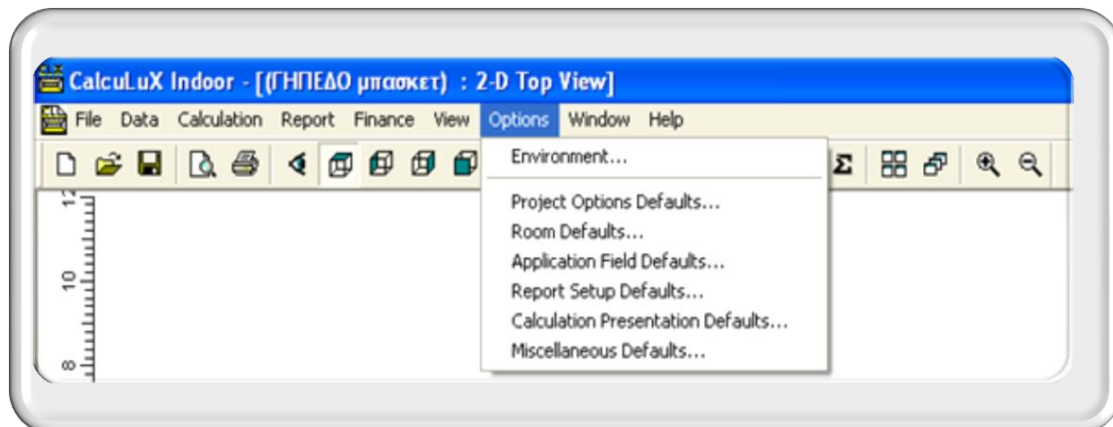 CalcuLuX Indoor - [(ΓΗΠΕΔΟ μπασκετ) : 2-D Top View]
File Data Calculation Report Finance View Options Window Help
Environment...
Σ
Project Options Defaults...
Room Defaults...
Application Field Defaults...
Report Setup Defaults...
Calculation Presentation Defaults...
Miscellaneous Defaults...
12
10
8